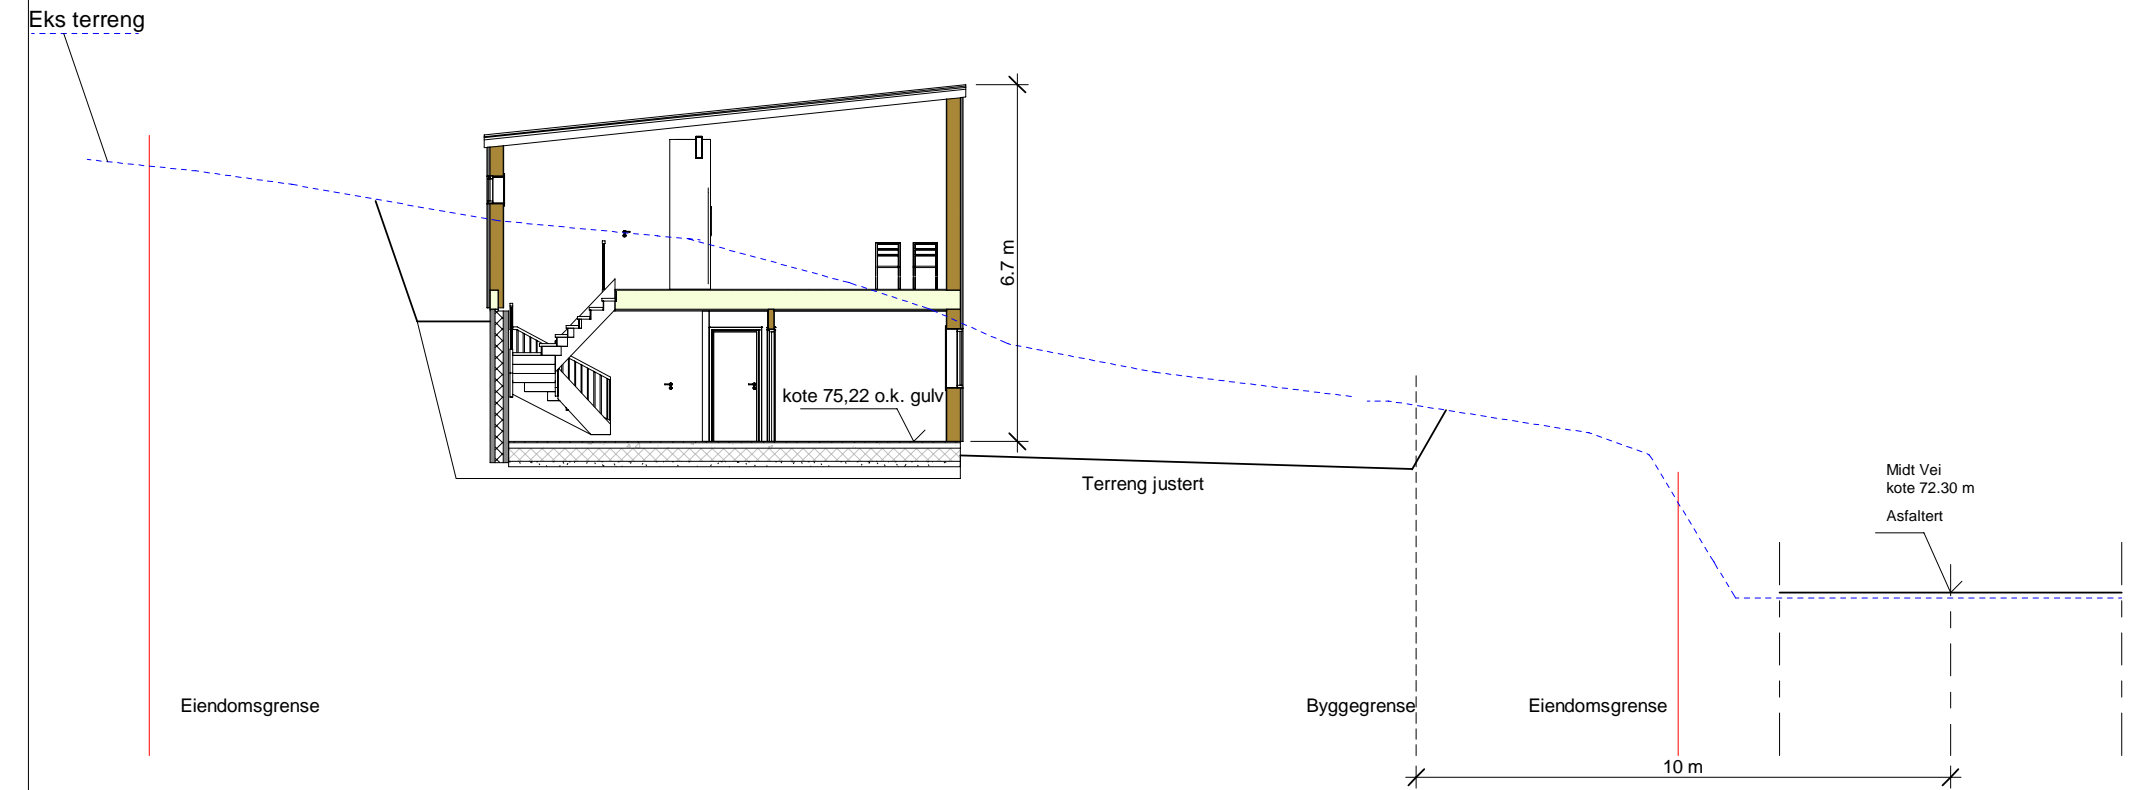 Eks terreng
6.7 m
kote 75,22 o.k. gulv
Terreng justert
Midt Vei
kote 72.30 m
Asfaltert
Eiendomsgrense
Byggegrense
Eiendomsgrense
10 m